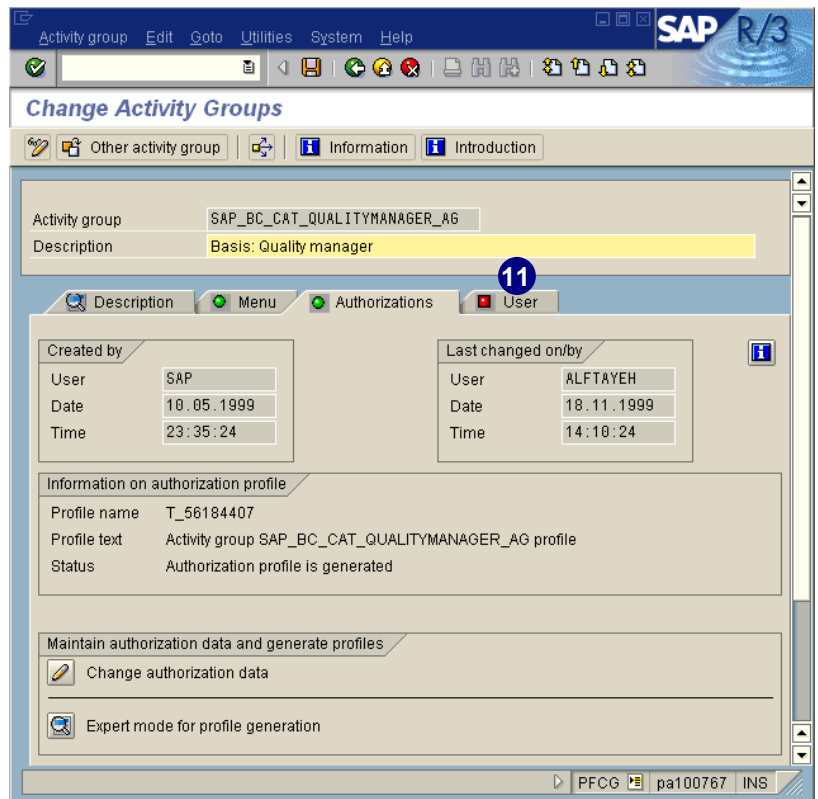 Activity group Edit Goto Utilities System Help
SAP R/3
Change Activity Groups
Other activity group Information Introduction
Activity group SAP_BC_CAT_QUALITYMANAGER_AG
Description Basis: Quality manager
11
Description Menu Authorizations User
Created by Last changed on/by
User SAP User ALFTAYEH
Date 10.05.1999 Date 18.11.1999
Time 23:35:24 Time 14:10:24
Information on authorization profile
Profile name T_56184407
Profile text Activity group SAP_BC_CAT_QUALITYMANAGER_AG profile
Status Authorization profile is generated
Maintain authorization data and generate profiles
Change authorization data
Expert mode for profile generation
PFCG pa100767 INS